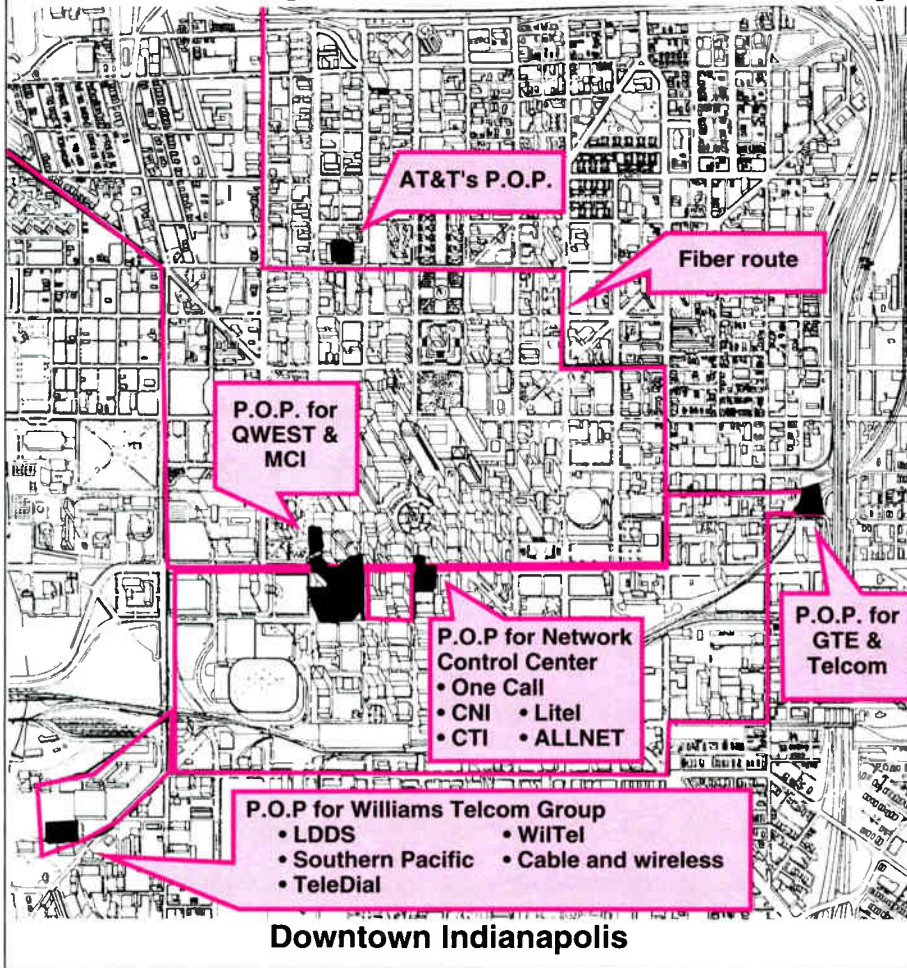 AT&T's P.O.P.
Fiber route
P.O.P. for
QWEST &
MCI
P.O.P for Network
Control Center
• One Call
• CNI • Litel
• CTI • ALLNET
P.O.P. for
GTE &
Telcom
P.O.P for Williams Telcom Group
• LDDS • WilTel
• Southern Pacific • Cable and wireless
• TeleDial
Downtown Indianapolis